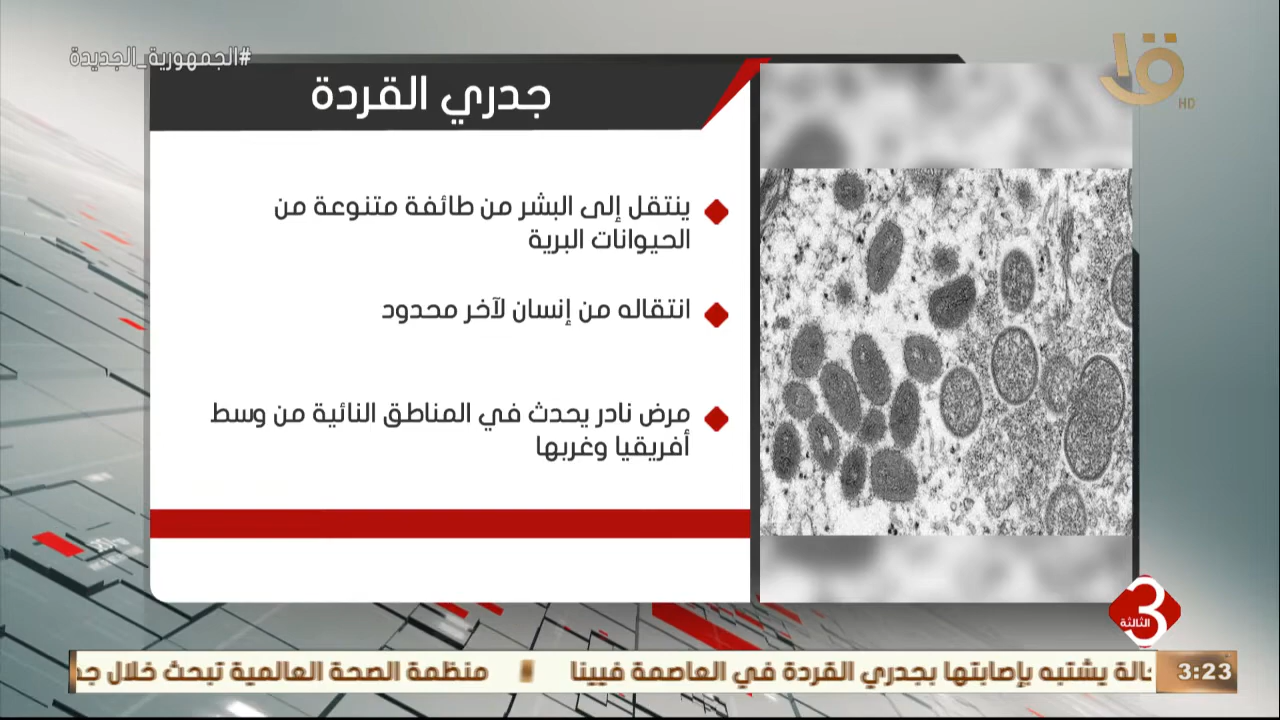 #الجمهورية_الجديدة
HD
جدري القردة
ينتقل إلى البشر من طائفة متنوعة من
الحيوانات البرية
انتقاله من إنسان لآخر محدود
مرض نادر يحدث في المناطق النائية من وسط
أفريقيا وغربها
3
الثالثة
3:23
يشتبه بإصابتها بجدري القردة في العاصمة فيينا منظمة الصحة العالمية تبحث خلال